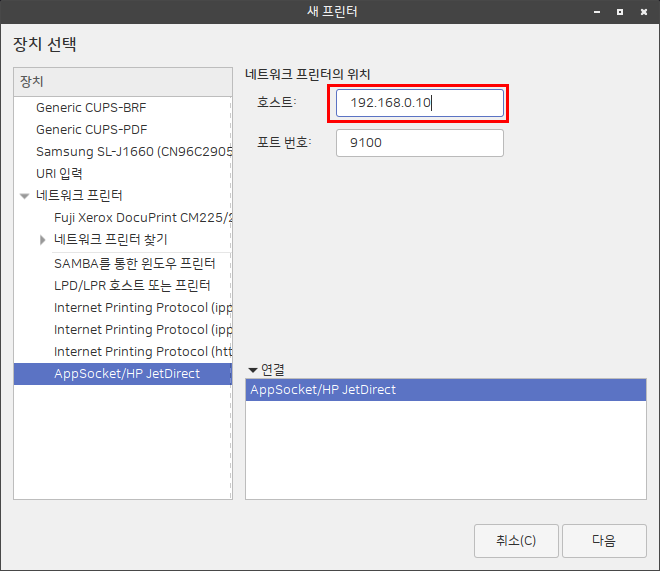 새 프린터
장치 선택
장치
Generic CUPS-BRF
Generic CUPS-PDF
Samsung SL-J1660 (CN96C2905
URI 입력
네트워크 프린터
Fuji Xerox DocuPrint CM225/2
네트워크 프린터 찾기
SAMBA를 통한 윈도우 프린터
LPD/LPR 호스트 또는 프린터
Internet Printing Protocol (ipp
Internet Printing Protocol (ipp
Internet Printing Protocol (htt
AppSocket/HP JetDirect
네트워크 프린터의 위치
호스트: 192.168.0.10
포트 번호: 9100
연결
AppSocket/HP JetDirect
취소(C) 다음